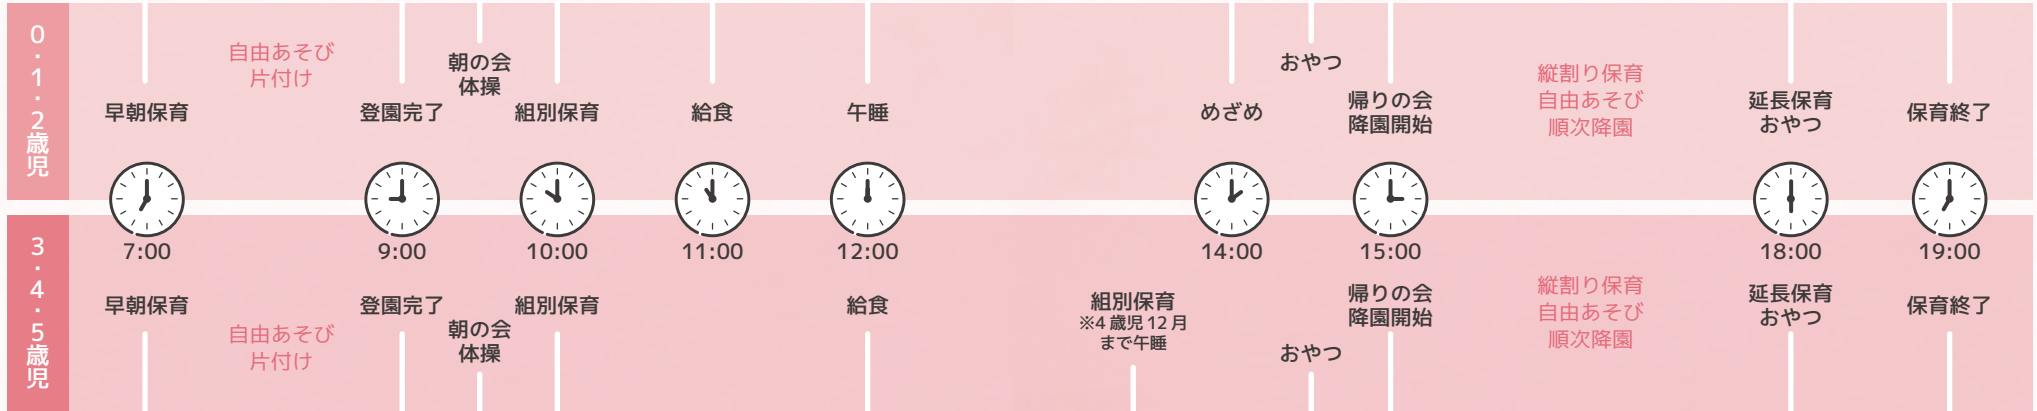 0・1・2歳児
自由あそび
片付け
朝の会
体操
おやつ
縦割り保育
自由あそび
順次降園
早朝保育
登園完了
組別保育
給食
午睡
めざめ
帰りの会
降園開始
延長保育
おやつ
保育終了
7:00
9:00
10:00
11:00
12:00
14:00
15:00
18:00
19:00
3・4・5歳児
早朝保育
自由あそび
片付け
登園完了
朝の会
体操
組別保育
給食
組別保育
※4歳児12月
まで午睡
おやつ
帰りの会
降園開始
縦割り保育
自由あそび
順次降園
延長保育
おやつ
保育終了